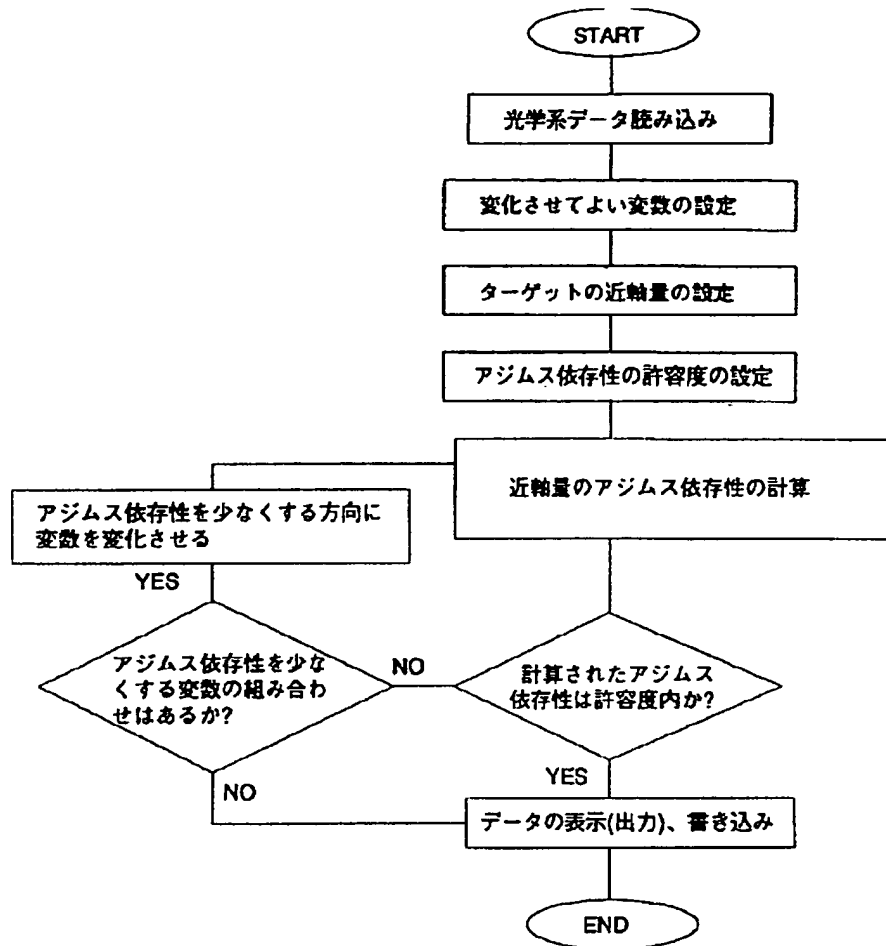 START
光学系データ読み込み
変化させてよい変数の設定
ターゲットの近軸量の設定
アジムス依存性の許容度の設定
近軸量のアジムス依存性の計算
アジムス依存性を少なくする方向に
変数を変化させる
YES
アジムス依存性を少な
くする変数の組み合わ
せはあるか?
NO
計算されたアジムス
依存性は許容度内か?
NO
YES
データの表示(出力)、書き込み
END